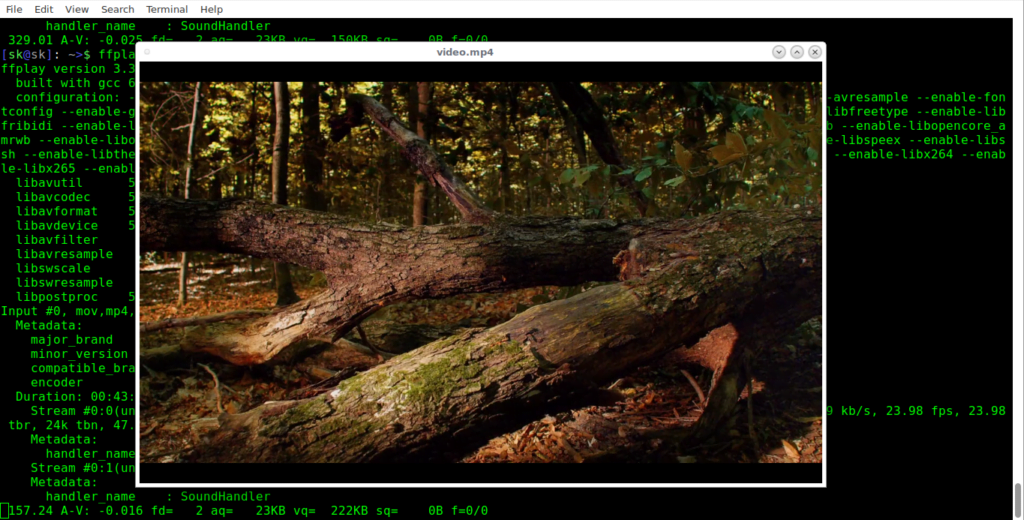 File Edit View Search Terminal Help
handler_name : SoundHandler
329.01 A-V: -0.025 fd= 2 aq= 23KB vq= 150KB sq= 0B f=0/0
[sk@sk]: ~>$ ffpla
video.mp4
ffplay version 3.3
built with gcc 6
configuration: - -avresample --enable-fon
tconfig --enable-g libfreetype --enable-lib
fribidi --enable-l b --enable-libopencore_a
mrwb --enable-libo e-libspeex --enable-libs
sh --enable-libthe --enable-libx264 --enab
le-libx265 --enabl
libavutil 5
libavcodec 5
libavformat 5
libavdevice 5
libavfilter
libavresample
libswscale
libswresample
libpostproc 5
Input #0, mov,mp4,
Metadata:
major_brand
minor_version
compatible_bra
encoder
Duration: 00:43:
Stream #0:0(un 9 kb/s, 23.98 fps, 23.98
tbr, 24k tbn, 47.
Metadata:
handler_name
Stream #0:1(un
Metadata:
handler_name : SoundHandler
157.24 A-V: -0.016 fd= 2 aq= 23KB vq= 222KB sq= 0B f=0/0